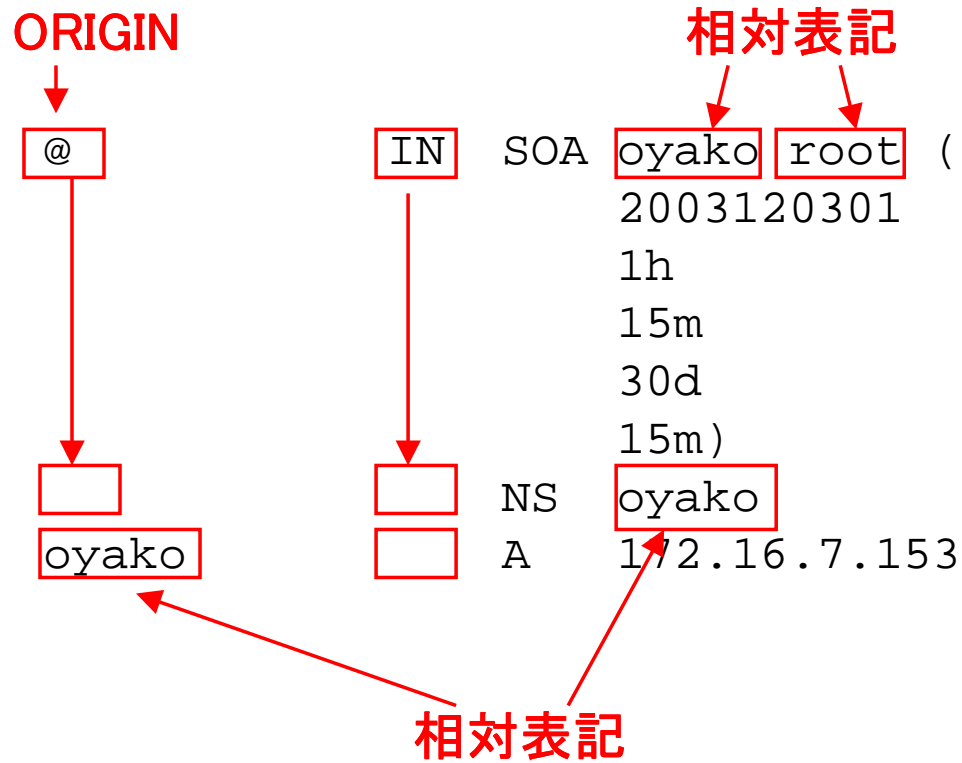 ORIGIN 相対表記
@ IN SOA oyako root (
2003120301
1h
15m
30d
15m)
NS oyako
oyako A 172.16.7.153
相対表記